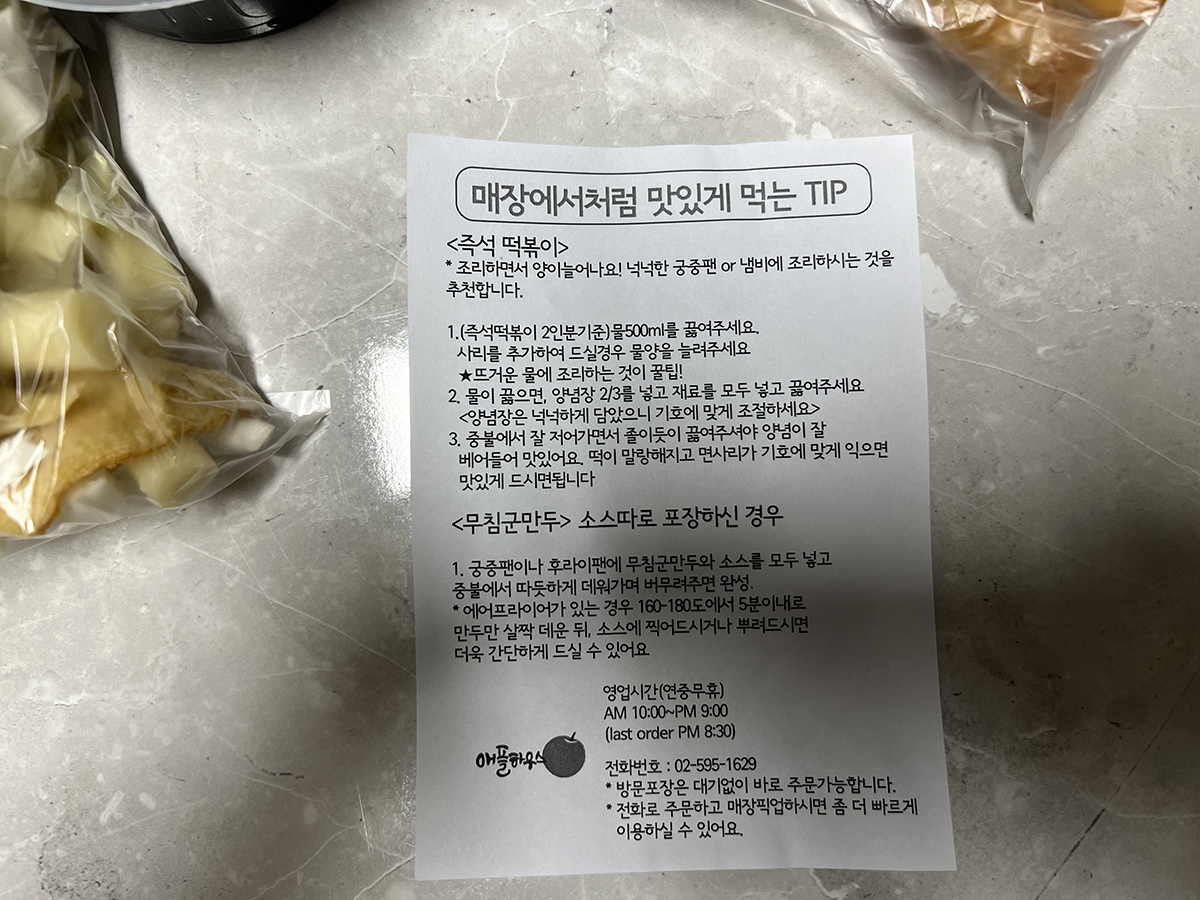 매장에서처럼 맛있게 먹는 TIP
<즉석 떡볶이>
* 조리하면서 양이늘어나요! 넉넉한 궁중팬 or 냄비에 조리하시는 것을
추천합니다.
1.(즉석떡볶이 2인분기준)물500ml를 끓여주세요.
사리를 추가하여 드실경우 물양을 늘려주세요
★뜨거운 물에 조리하는 것이 꿀팁!
2. 물이 끓으면, 양념장 2/3를 넣고 재료를 모두 넣고 끓여주세요
<양념장은 넉넉하게 담았으니 기호에 맞게 조절하세요>
3. 중불에서 잘 저어가면서 졸이듯이 끓여주셔야 양념이 잘
베어들어 맛있어요. 떡이 말랑해지고 면사리가 기호에 맞게 익으면
맛있게 드시면됩니다
<무침군만두> 소스따로 포장하신 경우
1. 궁중팬이나 후라이팬에 무침군만두와 소스를 모두 넣고
중불에서 따듯하게 데워가며 버무려주면 완성.
* 에어프라이어가 있는 경우 160-180도에서 5분이내로
만두만 살짝 데운 뒤, 소스에 찍어드시거나 뿌려드시면
더욱 간단하게 드실 수 있어요
영업시간(연중무휴)
AM 10:00~PM 9:00
(last order PM 8:30)
애플하우스
전화번호 : 02-595-1629
* 방문포장은 대기없이 바로 주문가능합니다.
* 전화로 주문하고 매장픽업하시면 좀 더 빠르게
이용하실 수 있어요.